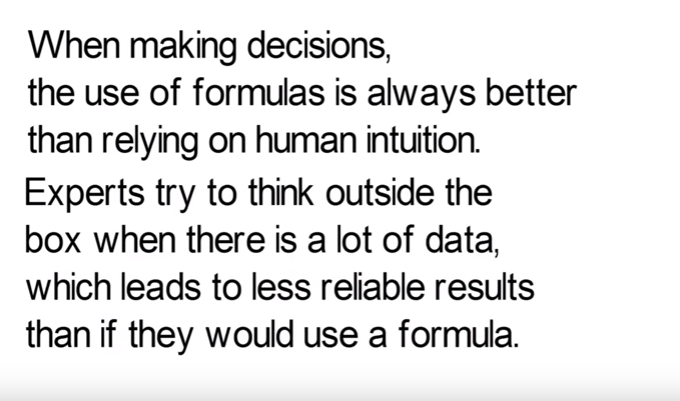 When making decisions,
the use of formulas is always better
than relying on human intuition.
Experts try to think outside the
box when there is a lot of data,
which leads to less reliable results
than if they would use a formula.